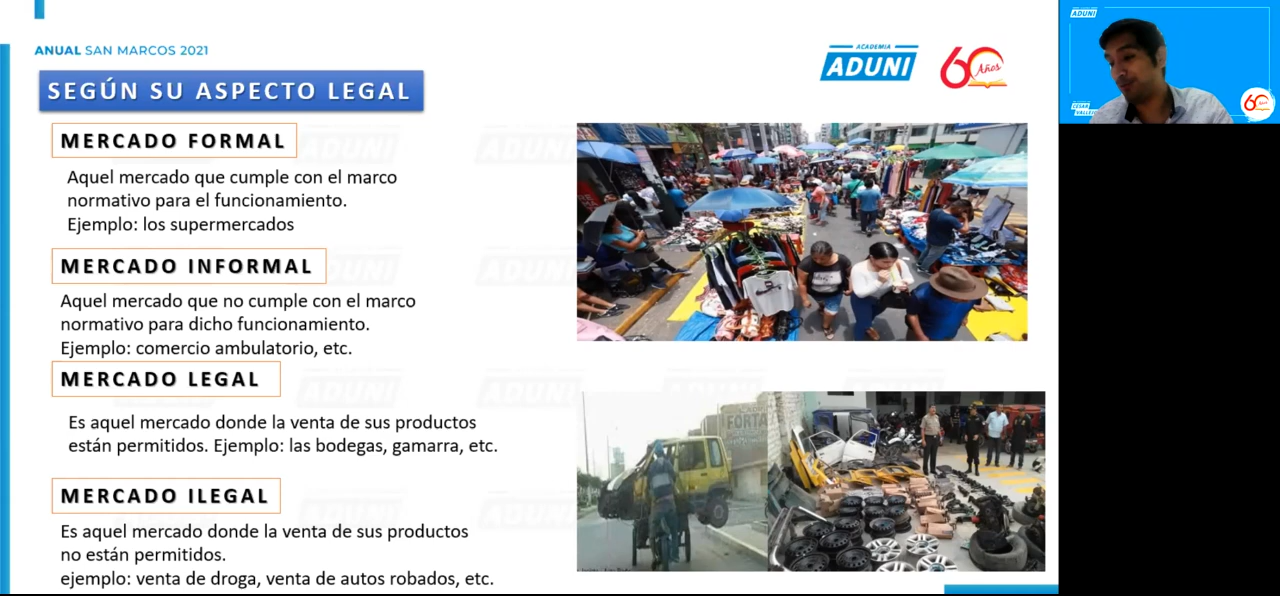 ANUAL SAN MARCOS 2021
ACADEMIA
ADUNI
60 Años
SEGÚN SU ASPECTO LEGAL
MERCADO FORMAL
Aquel mercado que cumple con el marco
normativo para el funcionamiento.
Ejemplo: los supermercados
MERCADO INFORMAL
Aquel mercado que no cumple con el marco
normativo para dicho funcionamiento.
Ejemplo: comercio ambulatorio, etc.
MERCADO LEGAL
Es aquel mercado donde la venta de sus productos
están permitidos. Ejemplo: las bodegas, gamarra, etc.
MERCADO ILEGAL
Es aquel mercado donde la venta de sus productos
no están permitidos.
ejemplo: venta de droga, venta de autos robados, etc.
FORTA
ADUNI
CESAR
VALLEJO
60